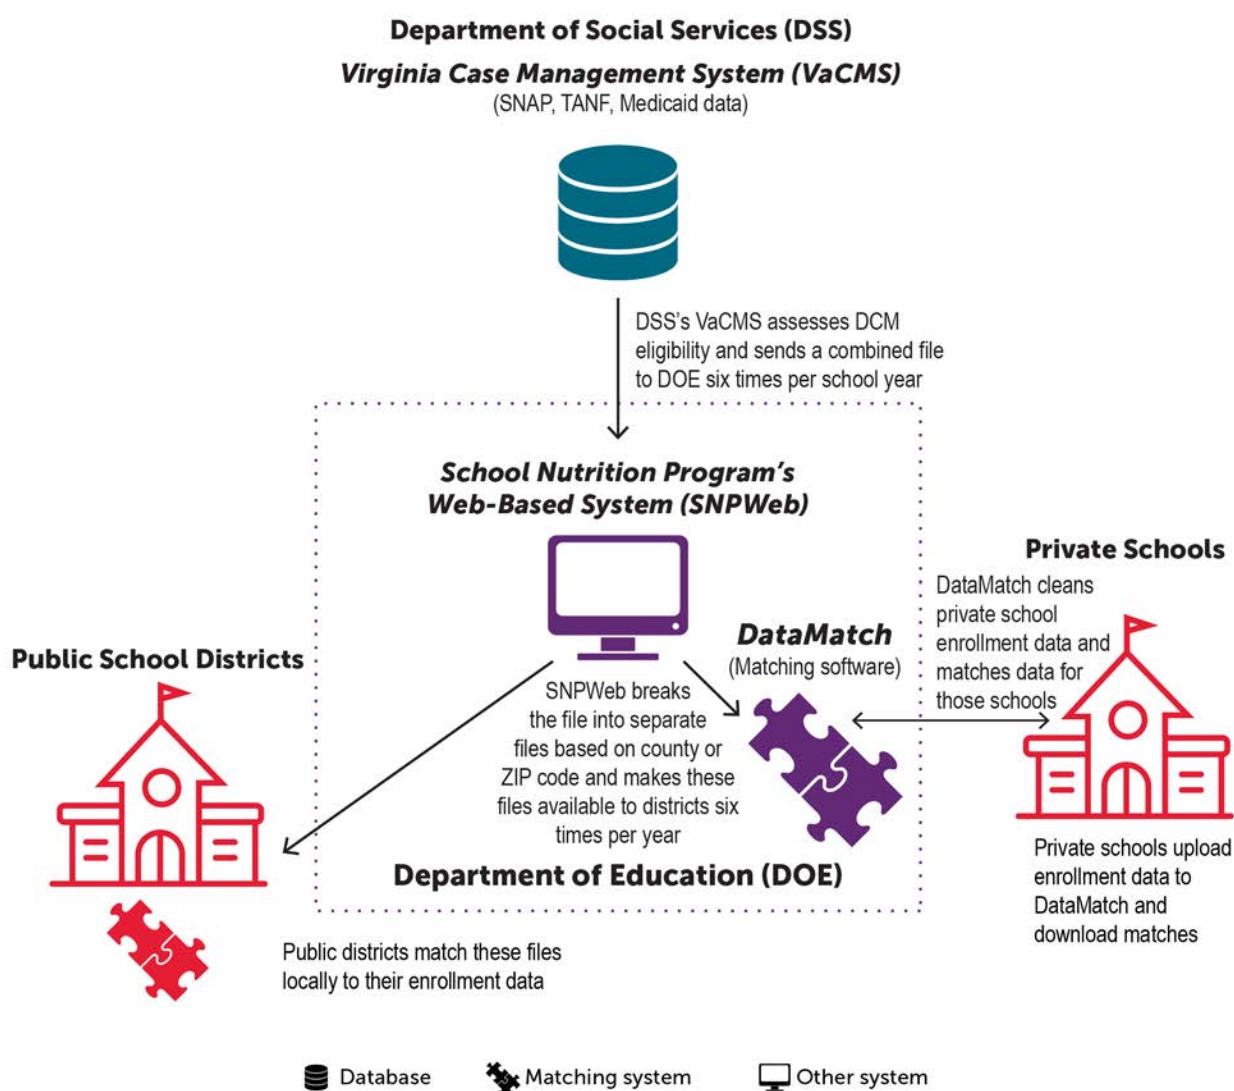 Department of Social Services (DSS)
Virginia Case Management System (VaCMS)
(SNAP, TANF, Medicaid data)
DSS's VaCMS assesses DCM
eligibility and sends a combined file
to DOE six times per school year
School Nutrition Program's
Web-Based System (SNPWeb)
Private Schools
DataMatch cleans
private school
enrollment data and
matches data for
those schools
DataMatch
(Matching software)
Public School Districts
SNPWeb breaks
the file into separate
files based on county or
ZIP code and makes these
files available to districts six
times per year
Department of Education (DOE)
Private schools upload
enrollment data to
DataMatch and
download matches
Public districts match these files
locally to their enrollment data
Database
Matching system
Other system